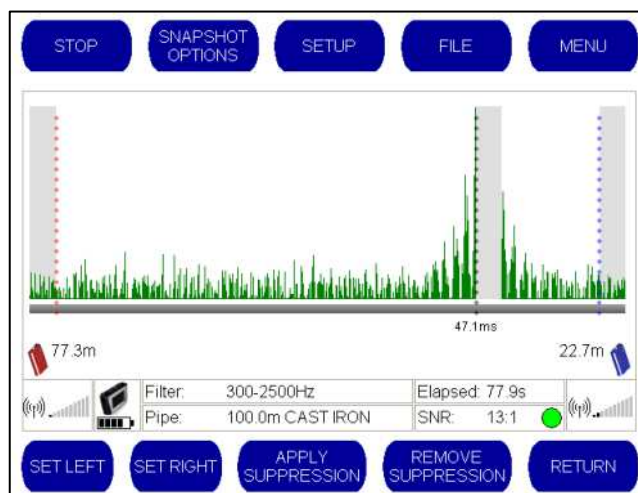 STOP
SNAPSHOT
OPTIONS
SETUP
FILE
MENU
47.1ms
77.3m
22.7m
Filter: 300-2500Hz
Elapsed: 77.9s
Pipe: 100.0m CAST IRON
SNR: 13:1
SET LEFT
SET RIGHT
APPLY
SUPPRESSION
REMOVE
SUPPRESSION
RETURN